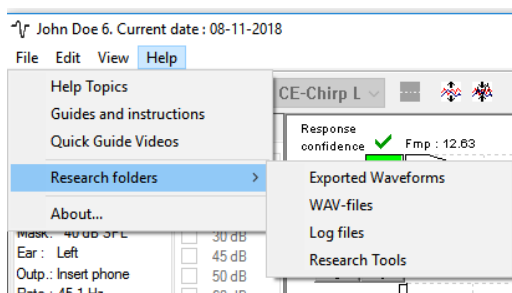 John Doe 6. Current date : 08-11-2018
File Edit View Help
Help Topics
Guides and instructions
Quick Guide Videos
Research folders
About...
Exported Waveforms
WAV-files
Log files
Research Tools
CE-Chirp L
Response
confidence
Fmp : 12.63
Mask: 40 dB SPL
30 dB
Ear : Left
45 dB
Outp.: Insert phone
50 dB
Rate : 45.1 Hz